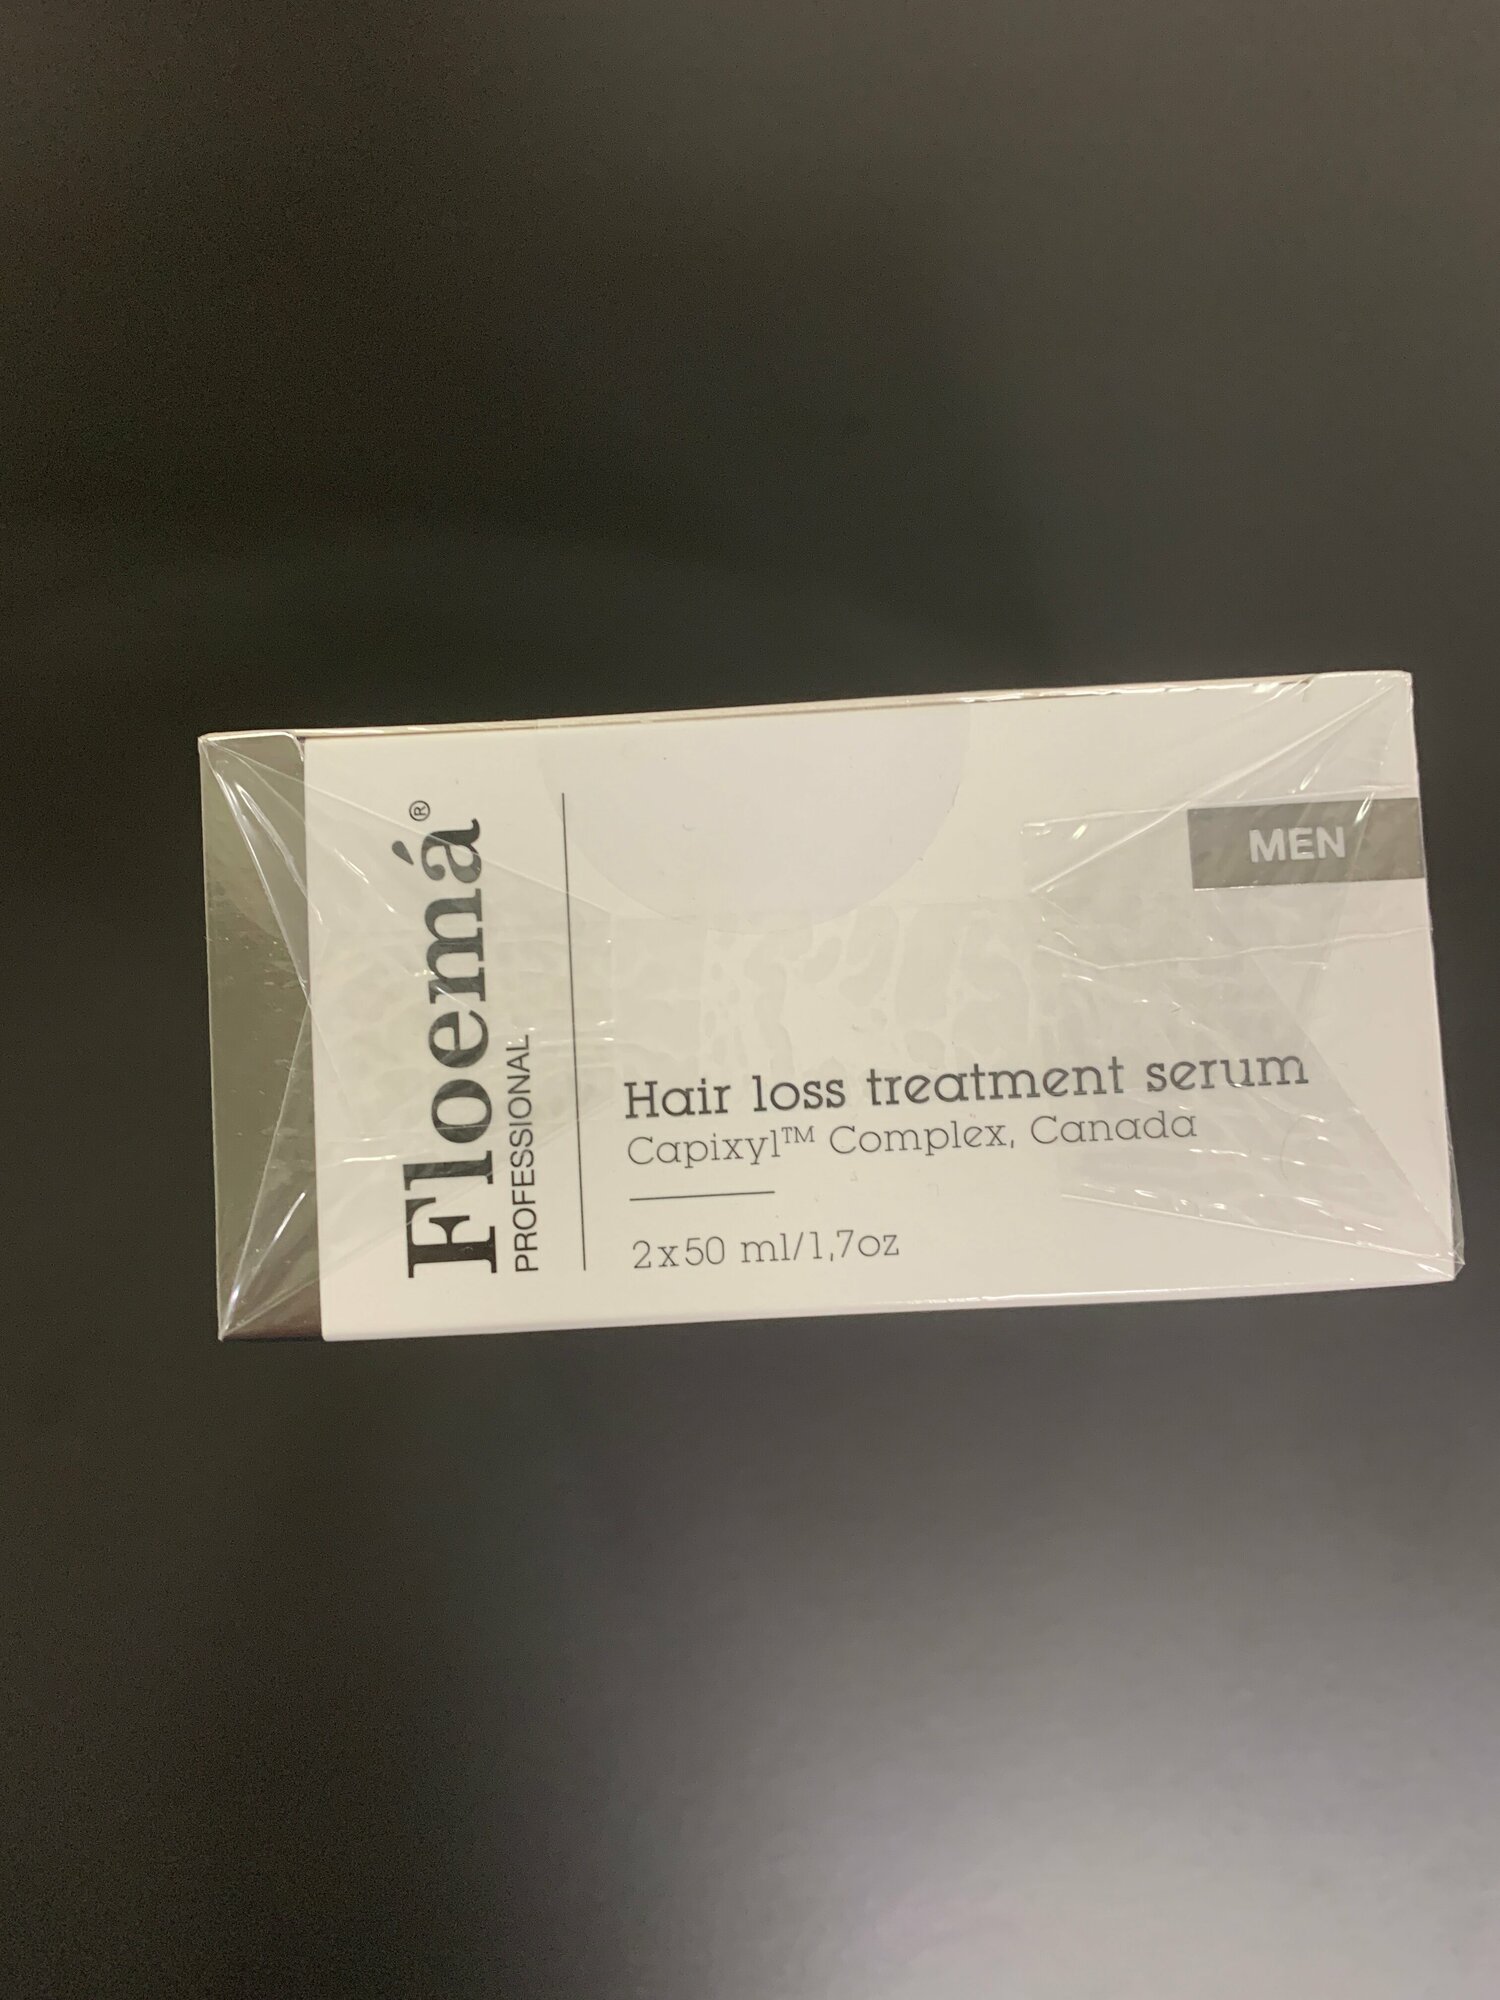 Floemá®
PROFESSIONAL
MEN
Hair loss treatment serum
Capixyl™ Complex, Canada
2x50 ml/1,7oz